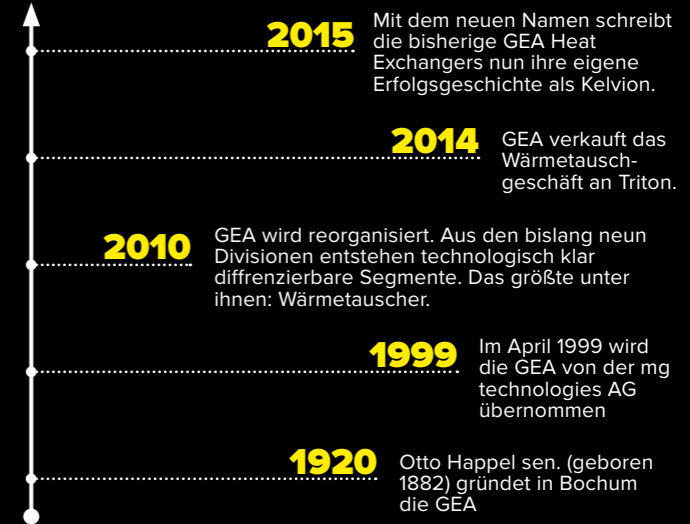 2015
Mit dem neuen Namen schreibt
die bisherige GEA Heat
Exchangers nun ihre eigene
Erfolgsgeschichte als Kelvion.
2014
GEA verkauft das
Wärmetausch-
geschäft an Triton.
2010
GEA wird reorganisiert. Aus den bislang neun
Divisionen entstehen technologisch klar
diffrenzierbare Segmente. Das größte unter
ihnen: Wärmetauscher.
1999
Im April 1999 wird
die GEA von der mg
technologies AG
übernommen
1920
Otto Happel sen. (geboren
1882) gründet in Bochum
die GEA